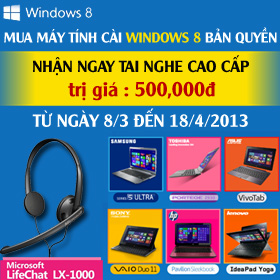 Windows 8
MUA MÁY TÍNH CÀI WINDOWS 8 BẢN QUYỀN
NHẬN NGAY TAI NGHE CAO CẤP
trị giá : 500,000đ
TỪ NGÀY 8/3 ĐẾN 18/4/2013
SAMSUNG
TOSHIBA
ASUS
ULTRA
PORTEGE
VivoTab
SONY
hp
lenovo
VAIO Duo 11
Pavilion Sleekbook
IdeaPad Yoga
Microsoft
LifeChat LX-1000